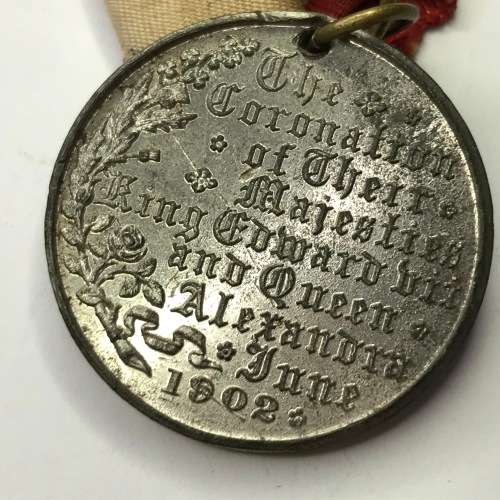 The
Coronation
of Their
Majesties
King Edward VII
and Queen
Alexandra
June
1902